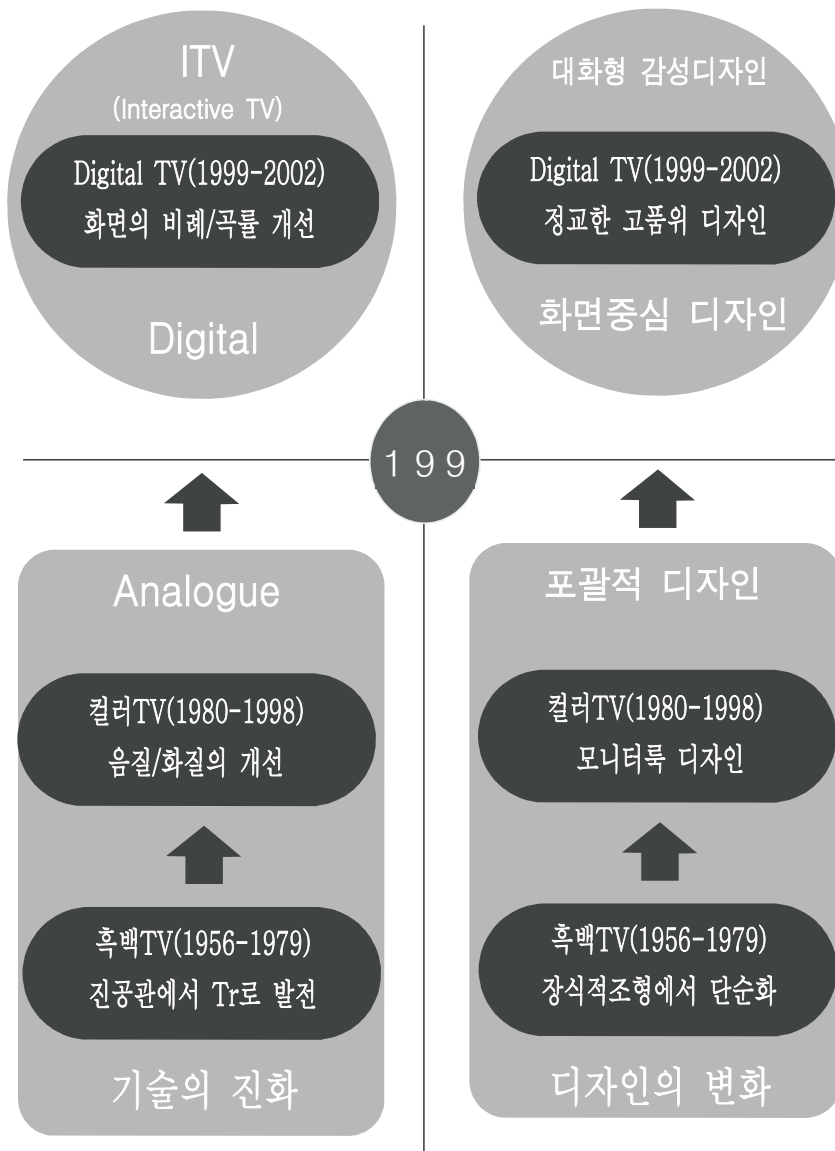 ITV
(Interactive TV)
Digital TV(1999-2002)
화면의 비례/곡률 개선
Digital
대화형 감성디자인
Digital TV(1999-2002)
정교한 고품위 디자인
화면중심 디자인
199
Analogue
컬러TV(1980-1998)
음질/화질의 개선
흑백TV(1956-1979)
진공관에서 Tr로 발전
기술의 진화
포괄적 디자인
컬러TV(1980-1998)
모니터룩 디자인
흑백TV(1956-1979)
장식적조형에서 단순화
디자인의 변화